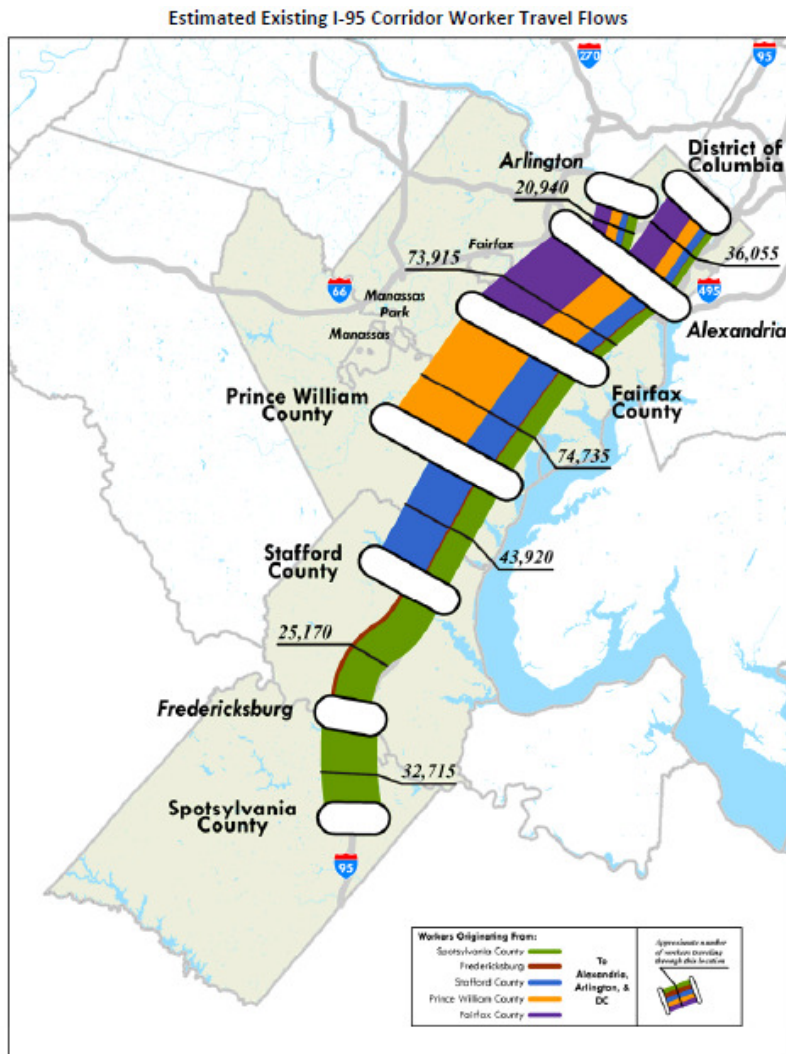 Estimated Existing I-95 Corridor Worker Travel Flows
270
95
Arlington
District of
Columbia
20,940
Fairfax
73,915
36,055
66
495
Manassas
Park
Manassas
Alexandria
Prince William
County
Fairfax
County
74,735
Stafford
County
43,920
25,170
Fredericksburg
32,715
Spotsylvania
County
95
Workers Originating From:
Spotsylvania County
Fredericksburg
Stafford County
Prince William County
Fairfax County
To
Alexandria,
Arlington, &
DC
Approximate number
of workers traveling
through this location